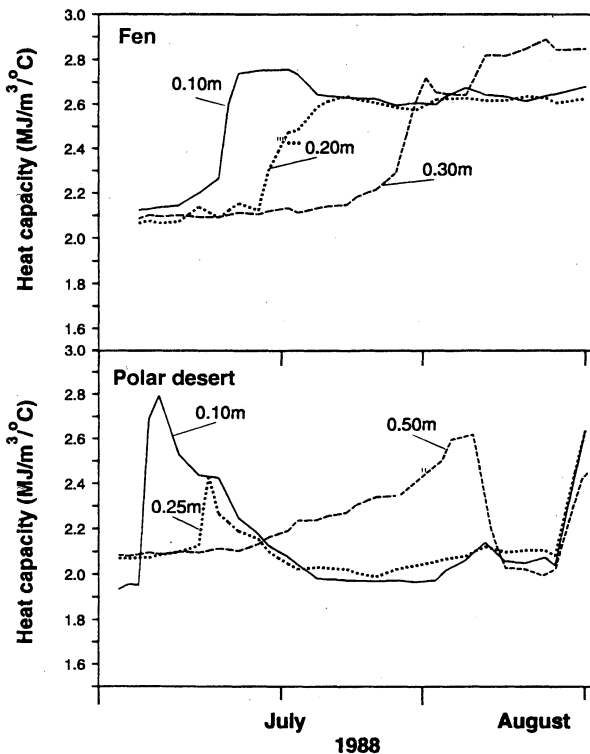 Fen
Heat capacity (MJ/m³/°C)
3.0
2.8
2.6
2.4
2.2
2.0
1.8
1.6
0.10m
0.20m
0.30m
Polar desert
Heat capacity (MJ/m³/°C)
3.0
2.8
2.6
2.4
2.2
2.0
1.8
1.6
0.10m
0.50m
0.25m
July
August
1988